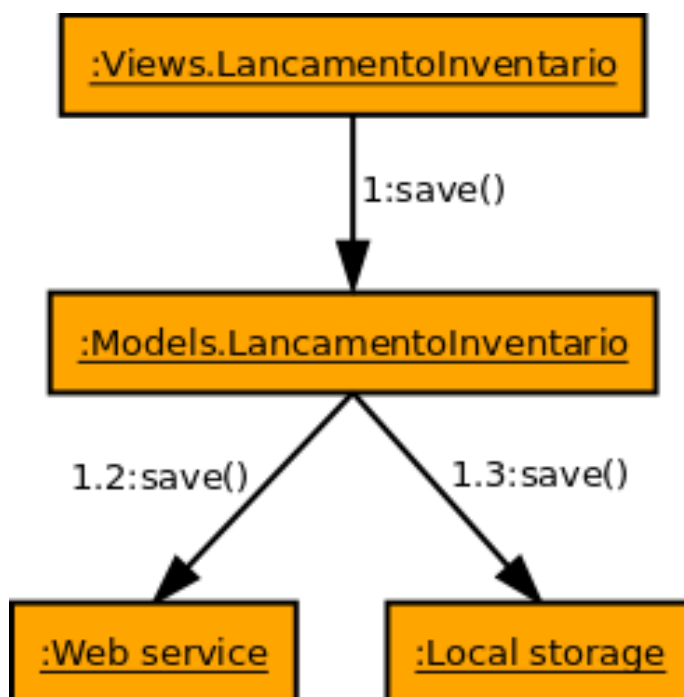 :Views.LancamentoInventario
1:save()
:Models.LancamentoInventario
1.2:save()
1.3:save()
:Web service
:Local storage